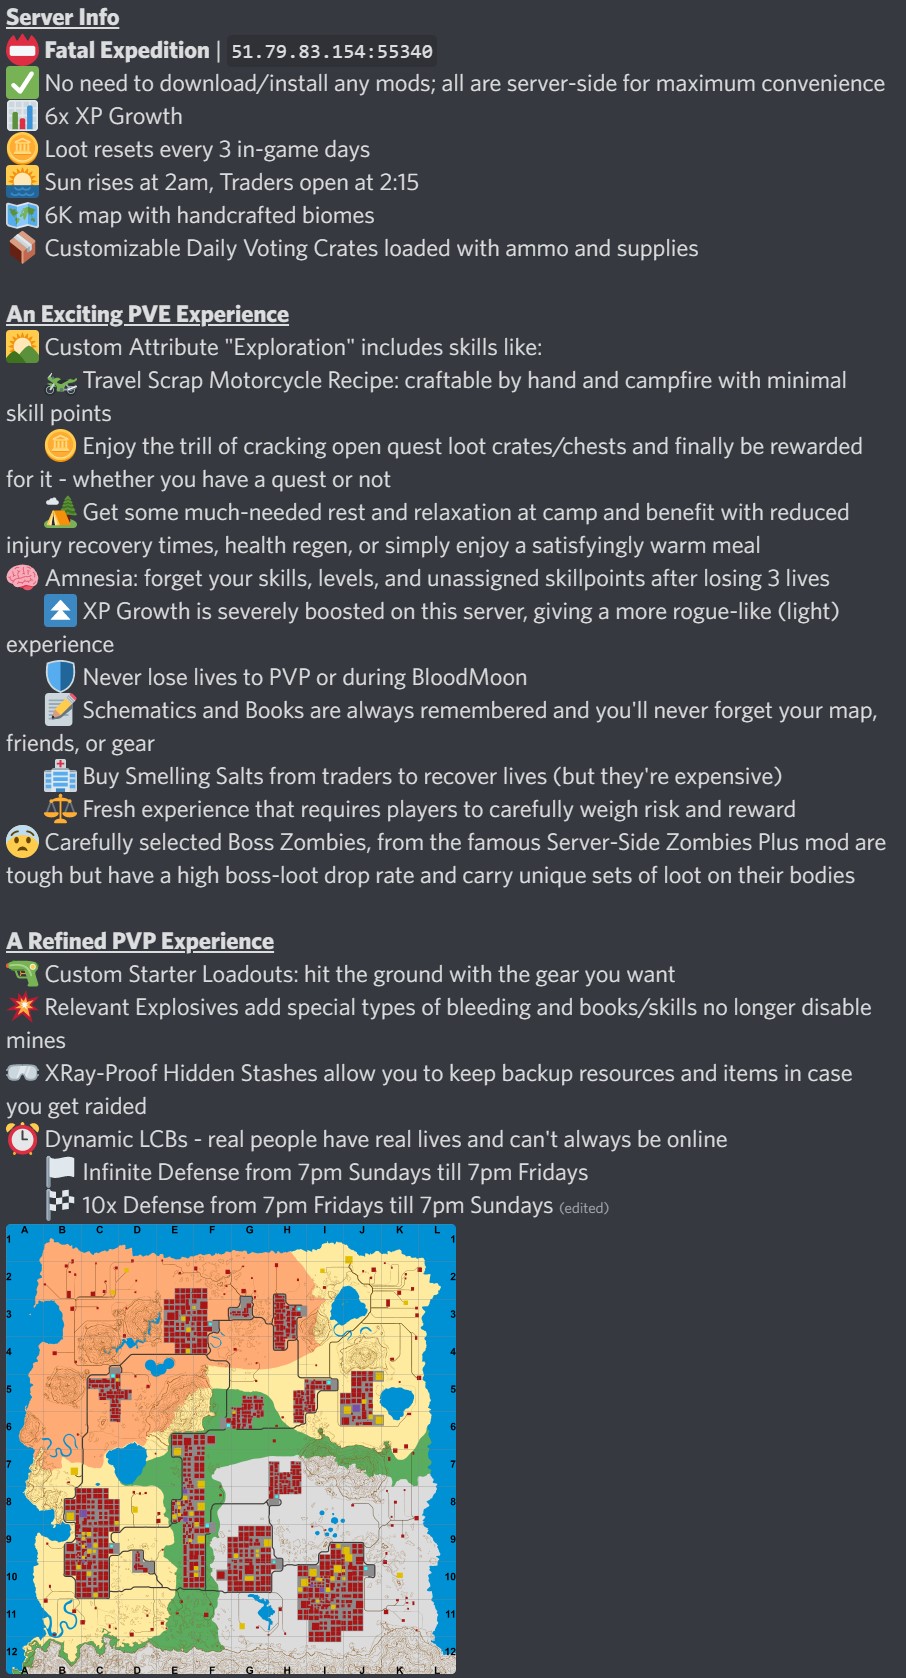 Server Info
Fatal Expedition | 51.79.83.154:55340
No need to download/install any mods; all are server-side for maximum convenience
6x XP Growth
Loot resets every 3 in-game days
Sun rises at 2am, Traders open at 2:15
6K map with handcrafted biomes
Customizable Daily Voting Crates loaded with ammo and supplies
An Exciting PVE Experience
Custom Attribute "Exploration" includes skills like:
Travel Scrap Motorcycle Recipe: craftable by hand and campfire with minimal
skill points
Enjoy the trill of cracking open quest loot crates/chests and finally be rewarded
for it - whether you have a quest or not
Get some much-needed rest and relaxation at camp and benefit with reduced
injury recovery times, health regen, or simply enjoy a satisfyingly warm meal
Amnesia: forget your skills, levels, and unassigned skillpoints after losing 3 lives
XP Growth is severely boosted on this server, giving a more rogue-like (light)
experience
Never lose lives to PVP or during BloodMoon
Schematics and Books are always remembered and you'll never forget your map,
friends, or gear
Buy Smelling Salts from traders to recover lives (but they're expensive)
Fresh experience that requires players to carefully weigh risk and reward
Carefully selected Boss Zombies, from the famous Server-Side Zombies Plus mod are
tough but have a high boss-loot drop rate and carry unique sets of loot on their bodies
A Refined PVP Experience
Custom Starter Loadouts: hit the ground with the gear you want
Relevant Explosives add special types of bleeding and books/skills no longer disable
mines
XRay-Proof Hidden Stashes allow you to keep backup resources and items in case
you get raided
Dynamic LCBs - real people have real lives and can't always be online
Infinite Defense from 7pm Sundays till 7pm Fridays
10x Defense from 7pm Fridays till 7pm Sundays (edited)
A B C D E F G H I J K L
1 1
2 2
3 3
4 4
5 5
6 6
7 7
8 8
9 9
10 10
11 11
12 12
A B C D E F G H I J K L